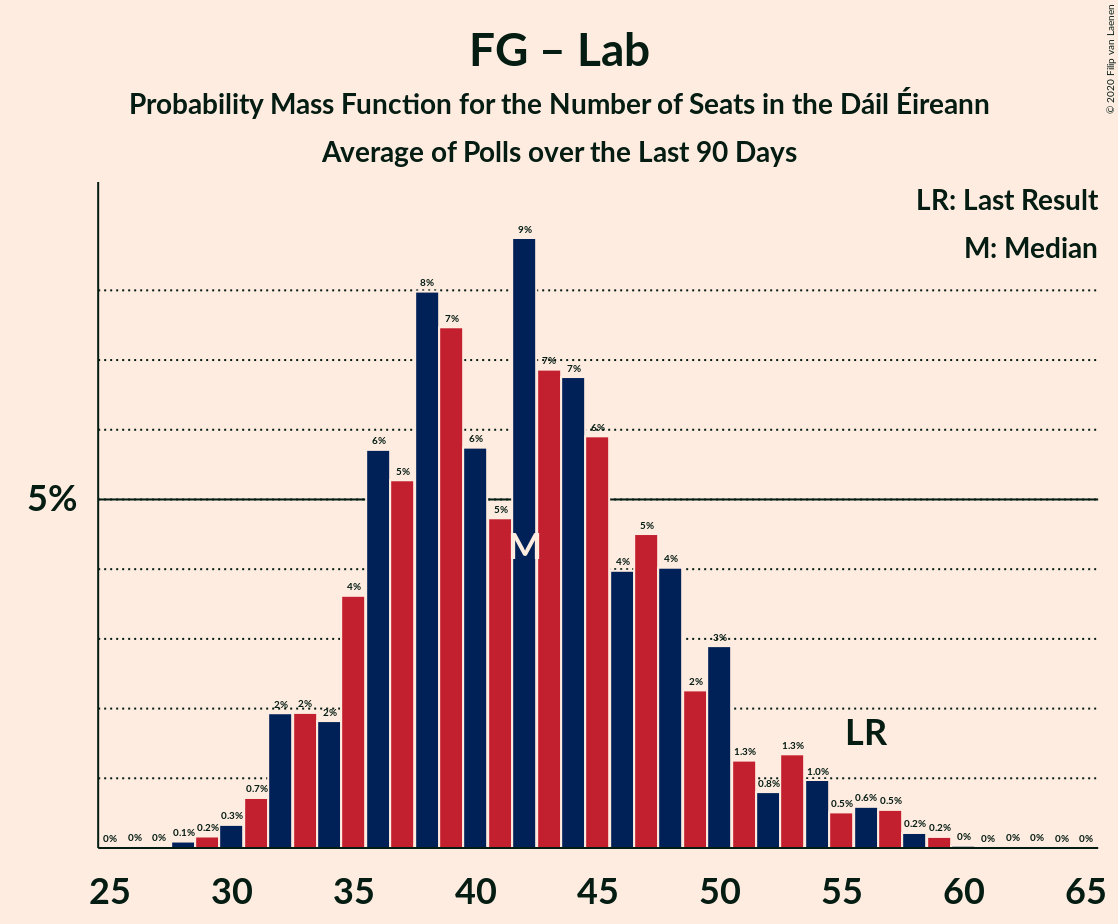 FG – Lab
Probability Mass Function for the Number of Seats in the Dáil Éireann
Average of Polls over the Last 90 Days
© 2020 Filip van Laenen
LR: Last Result
M: Median
5%
0% 0% 0% 0.1% 0.2% 0.3% 0.7% 2% 2% 2% 4% 6% 5% 8% 7% 6% 5% 9% 7% 7% 6% 4% 5% 4% 2% 3% 1.3% 0.8% 1.3% 1.0% 0.5% 0.6% 0.5% 0.2% 0.2% 0% 0% 0% 0% 0% 0%
M
LR
25 30 35 40 45 50 55 60 65